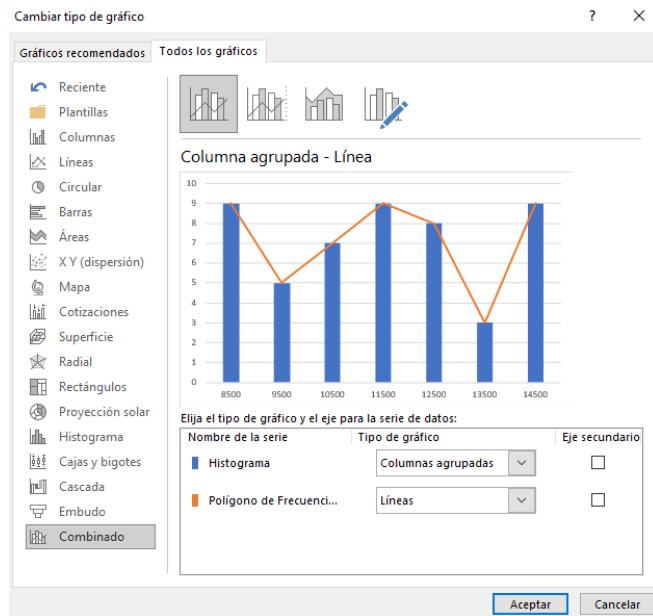 Cambiar tipo de gráfico
?
Gráficos recomendados
Todos los gráficos
Reciente
Plantillas
Columnas
Líneas
Circular
Barras
Áreas
X Y (dispersión)
Mapa
Cotizaciones
Superficie
Radial
Rectángulos
Proyección solar
Histograma
Cajas y bigotes
Cascada
Embudo
Combinado
Columna agrupada - Línea
10
9
8
7
6
5
4
3
2
1
0
8500 9500 10500 11500 12500 13500 14500
Elija el tipo de gráfico y el eje para la serie de datos:
Nombre de la serie Tipo de gráfico Eje secundario
Histograma Columnas agrupadas
Polígono de Frecuenci... Líneas
Aceptar Cancelar